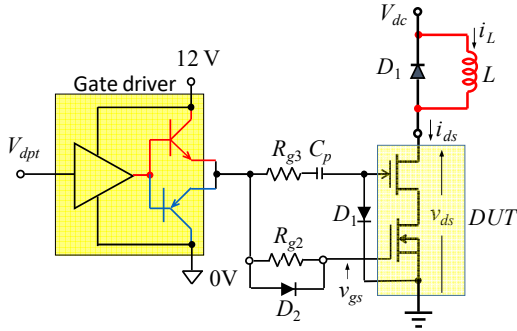 V_dc
i_L
12 V
Gate driver
D_1
L
V_dpt
i_ds
R_g3
C_p
D_1
v_ds
DUT
R_g2
0V
D_2
v_gs